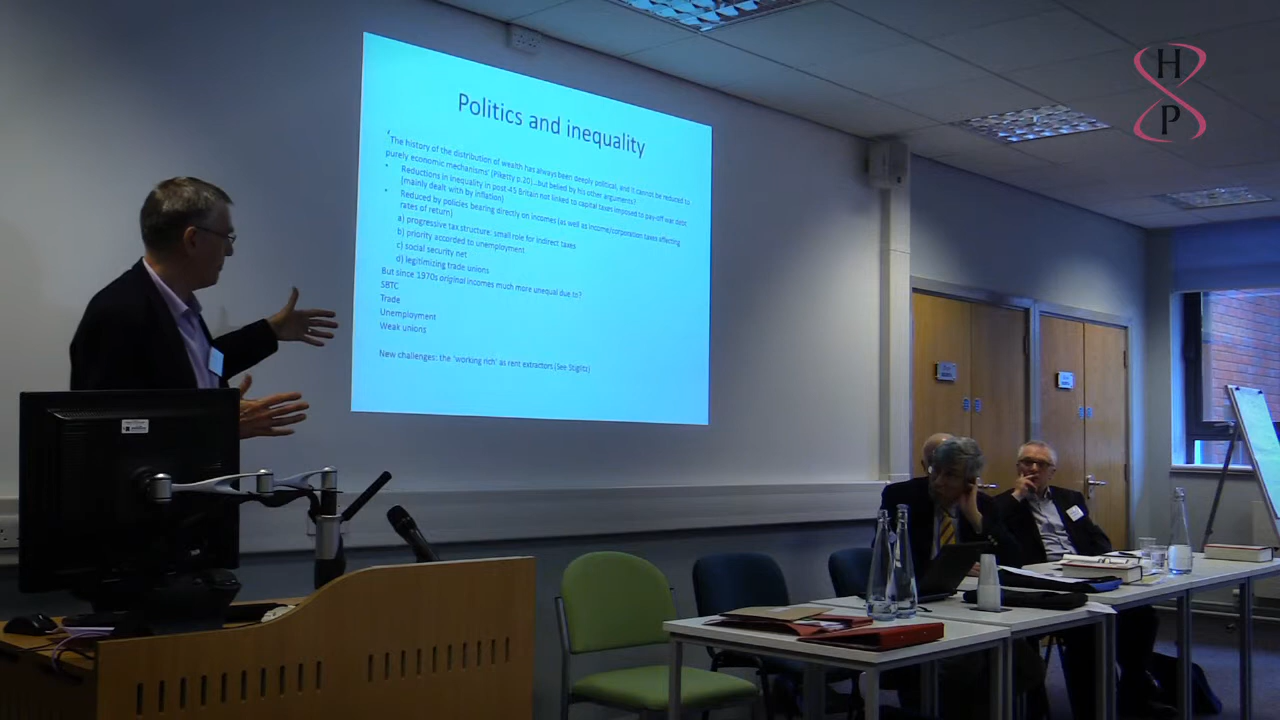 H
P
Politics and inequality
'The history of the distribution of wealth has always been deeply political, and it cannot be reduced to
purely economic mechanisms' (Piketty p.20)…but belied by his other arguments?
• Reductions in inequality in post-45 Britain not linked to capital taxes imposed to pay-off war debt
(mainly dealt with by inflation)
• Reduced by policies bearing directly on incomes (as well as income/corporation taxes affecting
rates of return)
a) progressive tax structure. small role for indirect taxes
b) priority accorded to unemployment
c) social security net
d) legitimizing trade unions
But since 1970s original incomes much more unequal due to?
SBTC
Trade
Unemployment
Weak unions
New challenges: the 'working rich' as rent extractors (See Stiglitz)